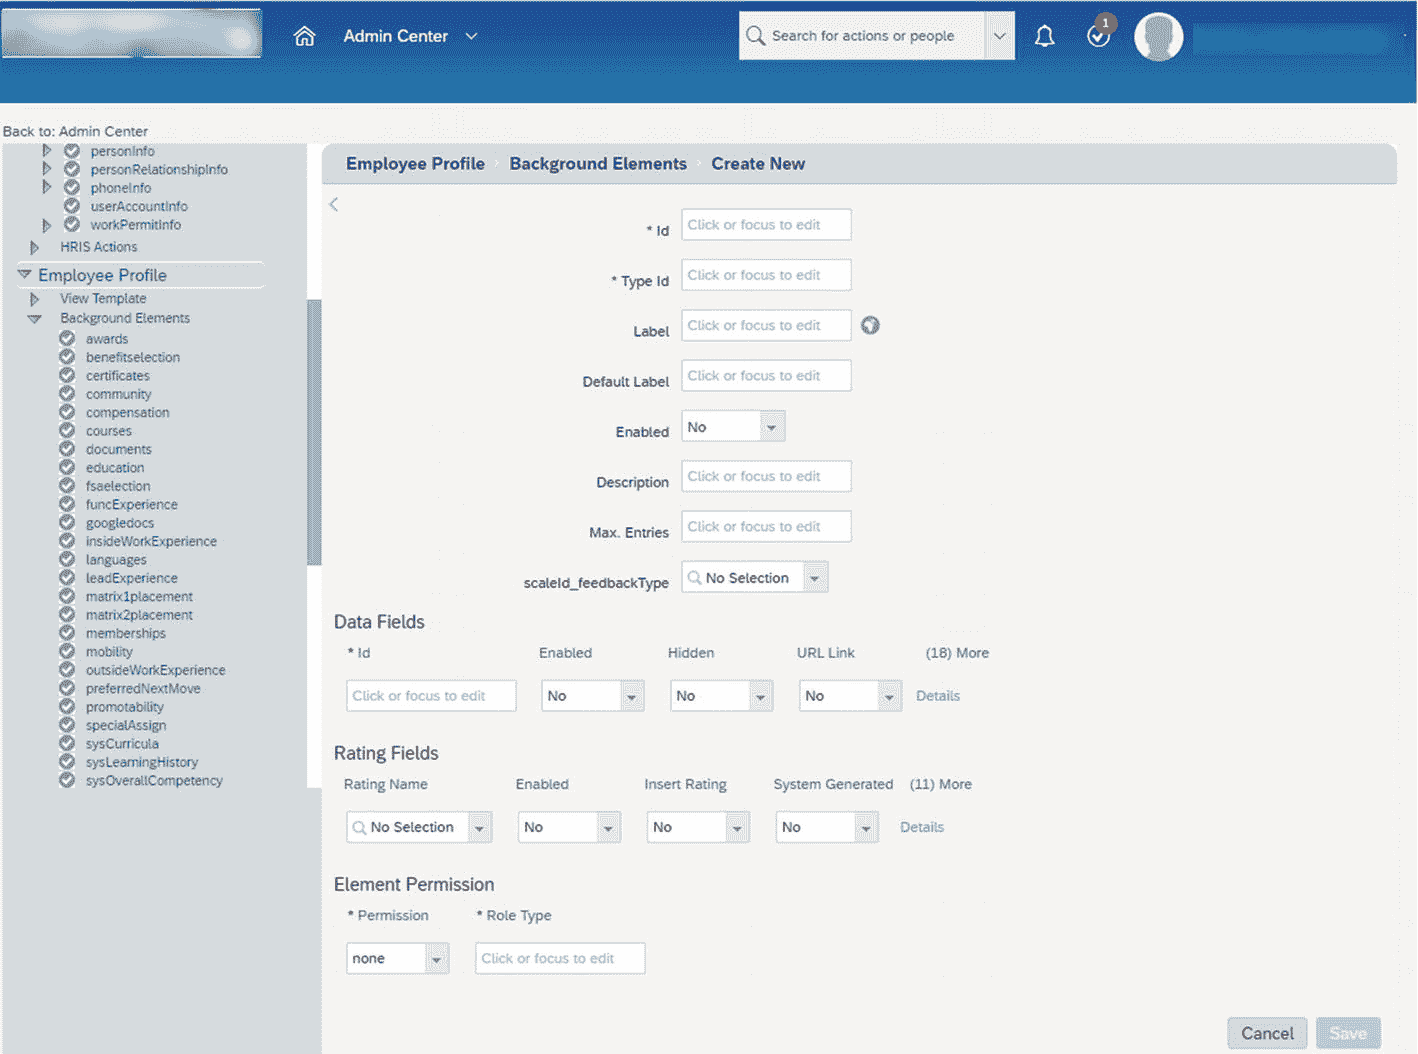 Admin Center
Search for actions or people
1
Back to: Admin Center
personInfo
personRelationshipInfo
phoneInfo
userAccountInfo
workPermitInfo
HRIS Actions
Employee Profile
View Template
Background Elements
awards
benefitselection
certificates
community
compensation
courses
documents
education
fsaelection
funcExperience
googledocs
insideWorkExperience
languages
leadExperience
matrix1placement
matrix2placement
memberships
mobility
outsideWorkExperience
preferredNextMove
promotability
specialAssign
sysCurricula
sysLearningHistory
sysOverallCompetency
Employee Profile Background Elements Create New
* Id Click or focus to edit
* Type Id Click or focus to edit
Label Click or focus to edit
Default Label Click or focus to edit
Enabled No
Description Click or focus to edit
Max. Entries Click or focus to edit
scaleId_feedbackType No Selection
Data Fields
* Id Enabled Hidden URL Link (18) More
Click or focus to edit No No No Details
Rating Fields
Rating Name Enabled Insert Rating System Generated (11) More
No Selection No No No Details
Element Permission
* Permission * Role Type
none Click or focus to edit
Cancel Save